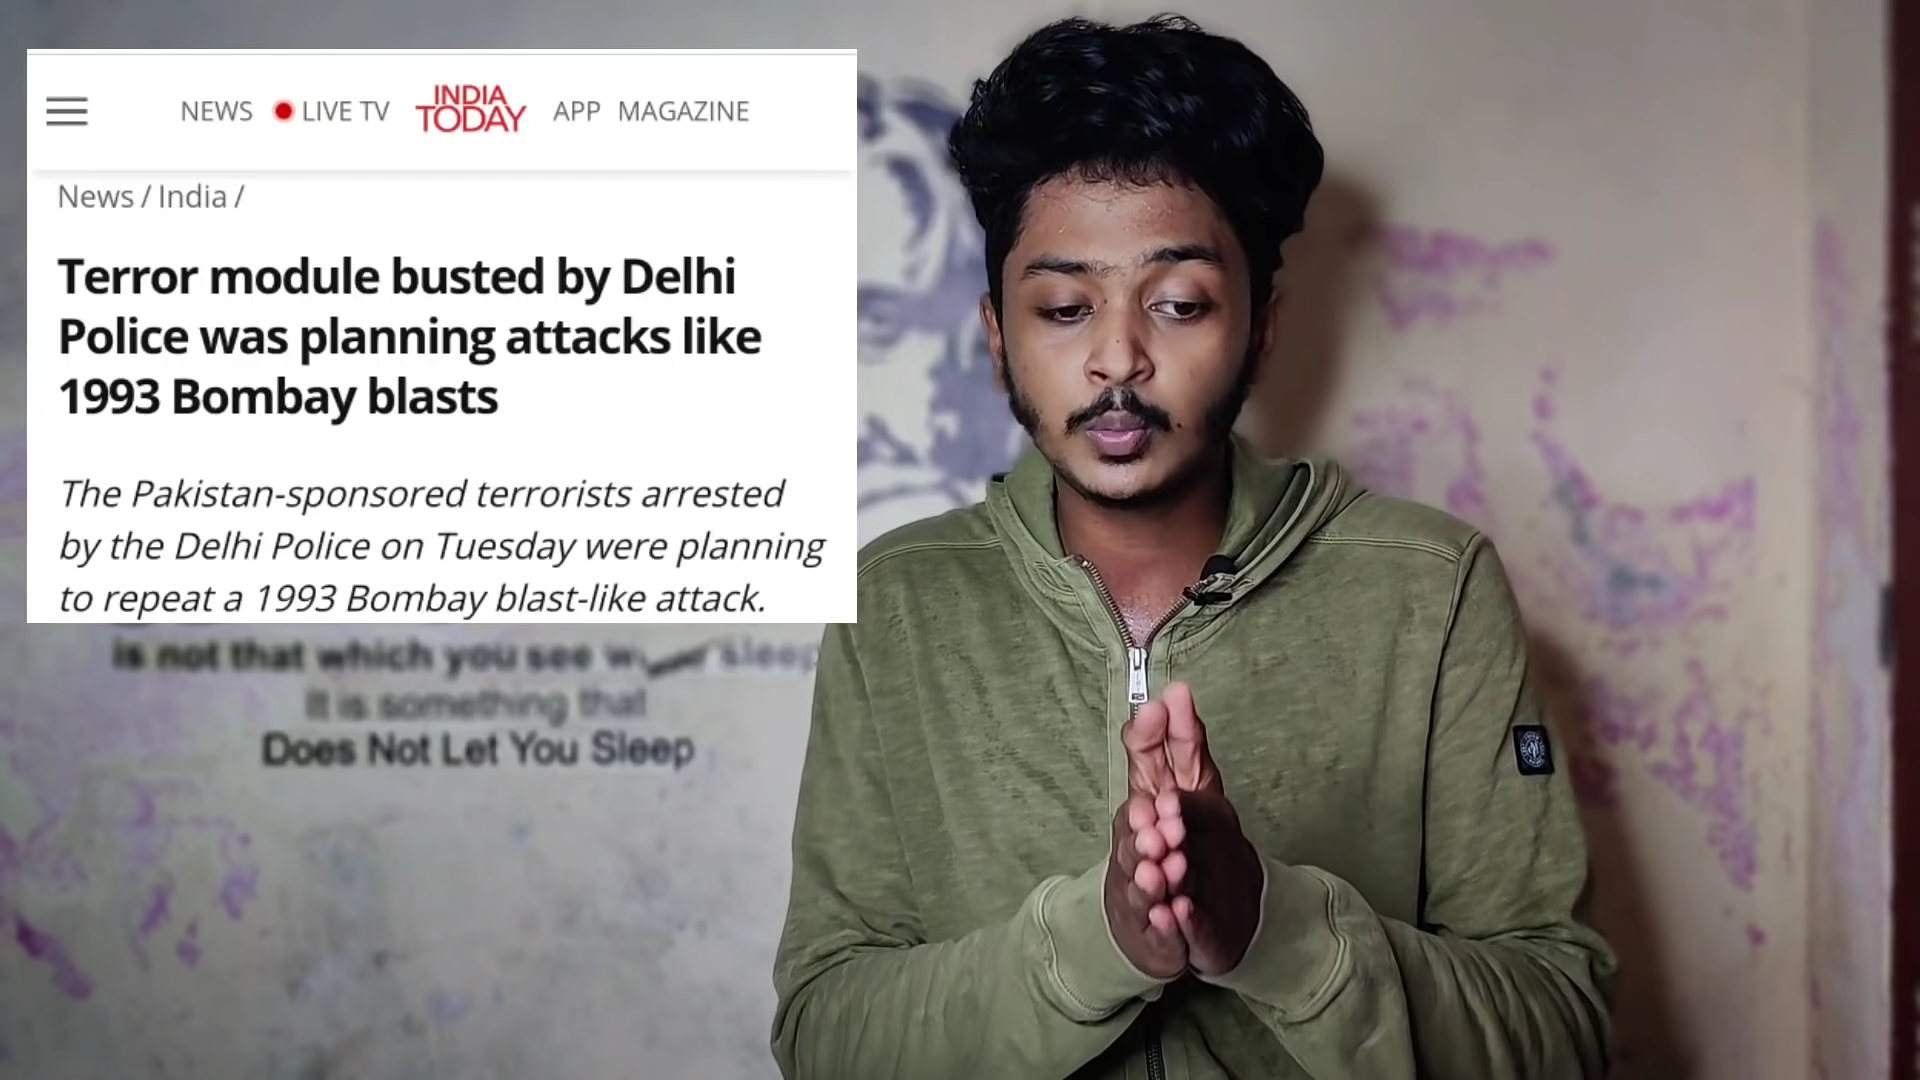 NEWS LIVE TV INDIA TODAY APP MAGAZINE
News / India /
Terror module busted by Delhi
Police was planning attacks like
1993 Bombay blasts
The Pakistan-sponsored terrorists arrested
by the Delhi Police on Tuesday were planning
to repeat a 1993 Bombay blast-like attack.
is not that which you see sleep
It is something that
Does Not Let You Sleep